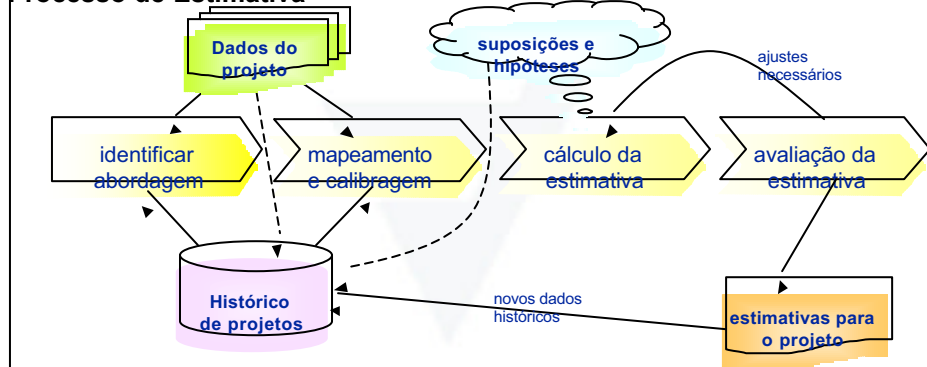 Processo de Estimativa
Dados do
projeto
suposições e
hipóteses
ajustes
necessários
identificar
abordagem
mapeamento
e calibragem
cálculo da
estimativa
avaliação da
estimativa
Histórico
de projetos
novos dados
históricos
estimativas para
o projeto